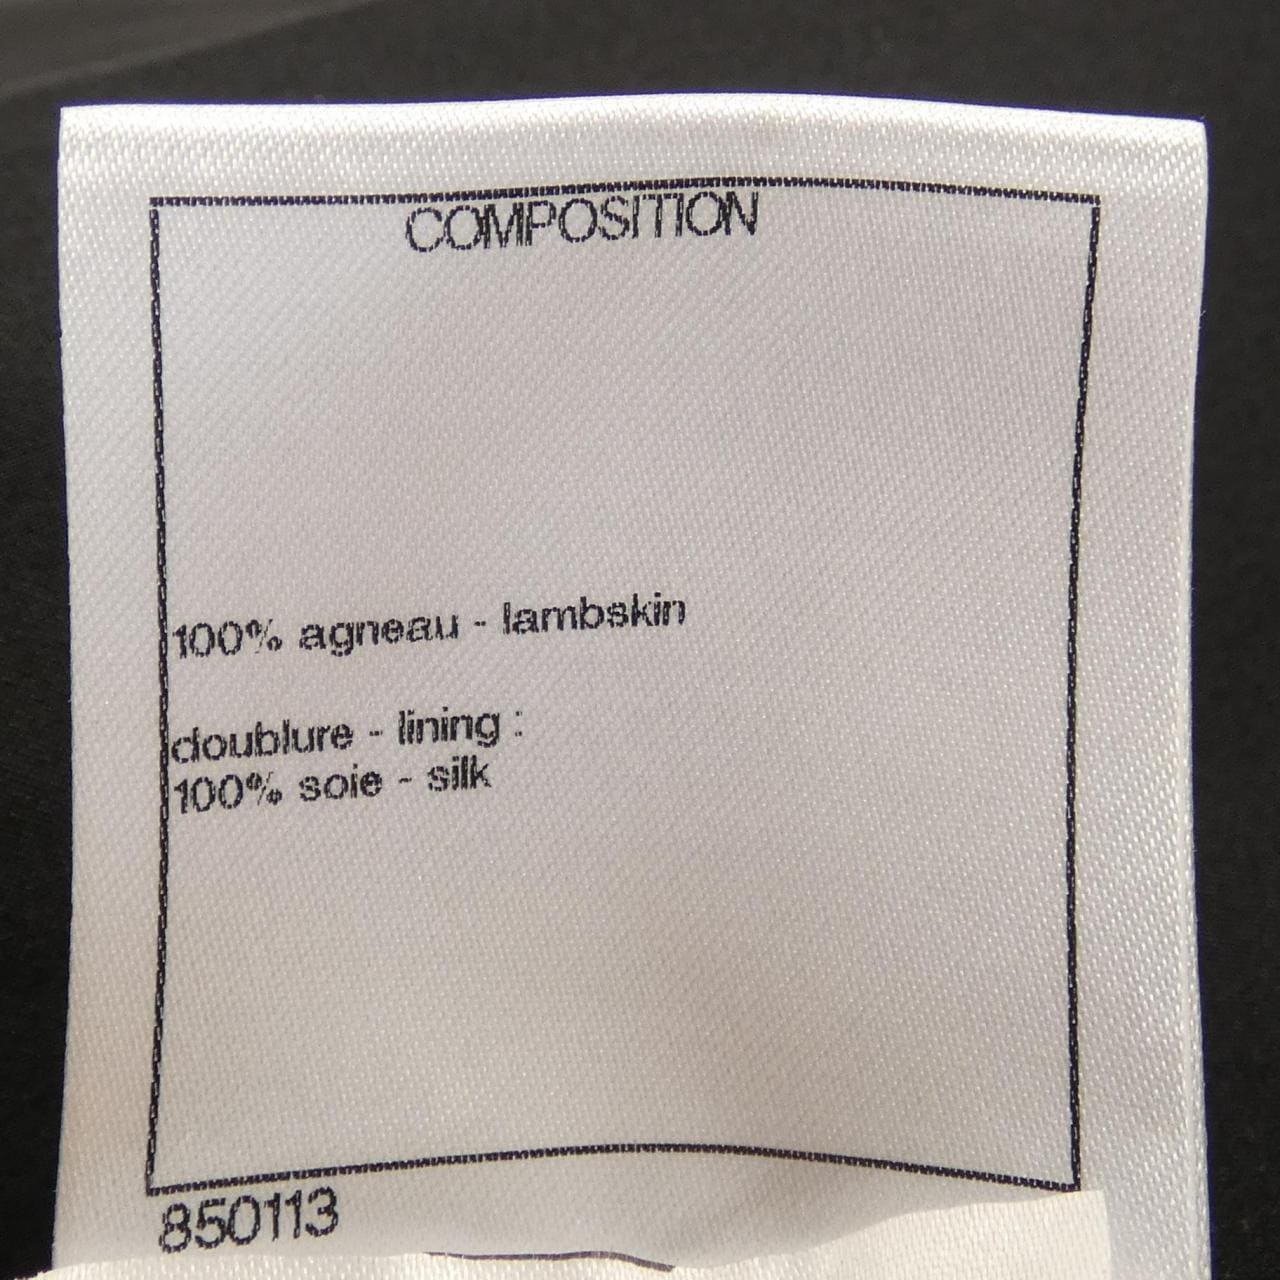 COMPOSITION
100% agneau - lambskin
doublure - lining :
100% soie - silk
850113